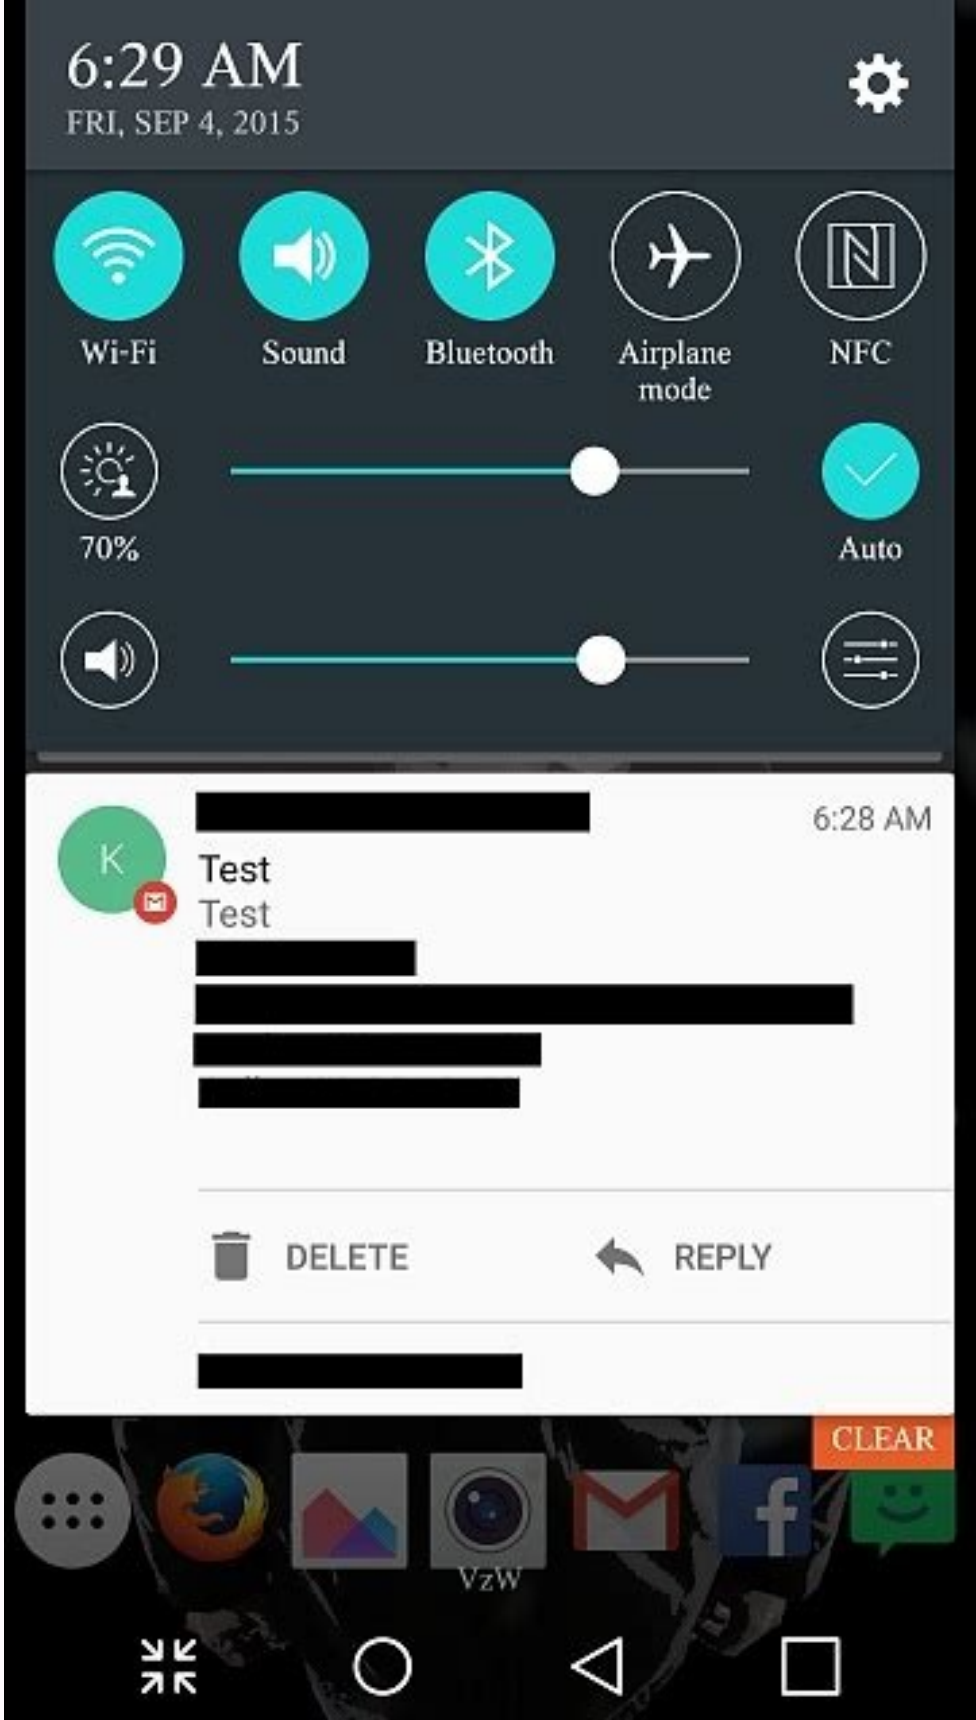 6:29 AM
FRI, SEP 4, 2015
Wi-Fi
Sound
Bluetooth
Airplane
mode
NFC
70%
Auto
K
6:28 AM
Test
Test
DELETE
REPLY
CLEAR
VzW